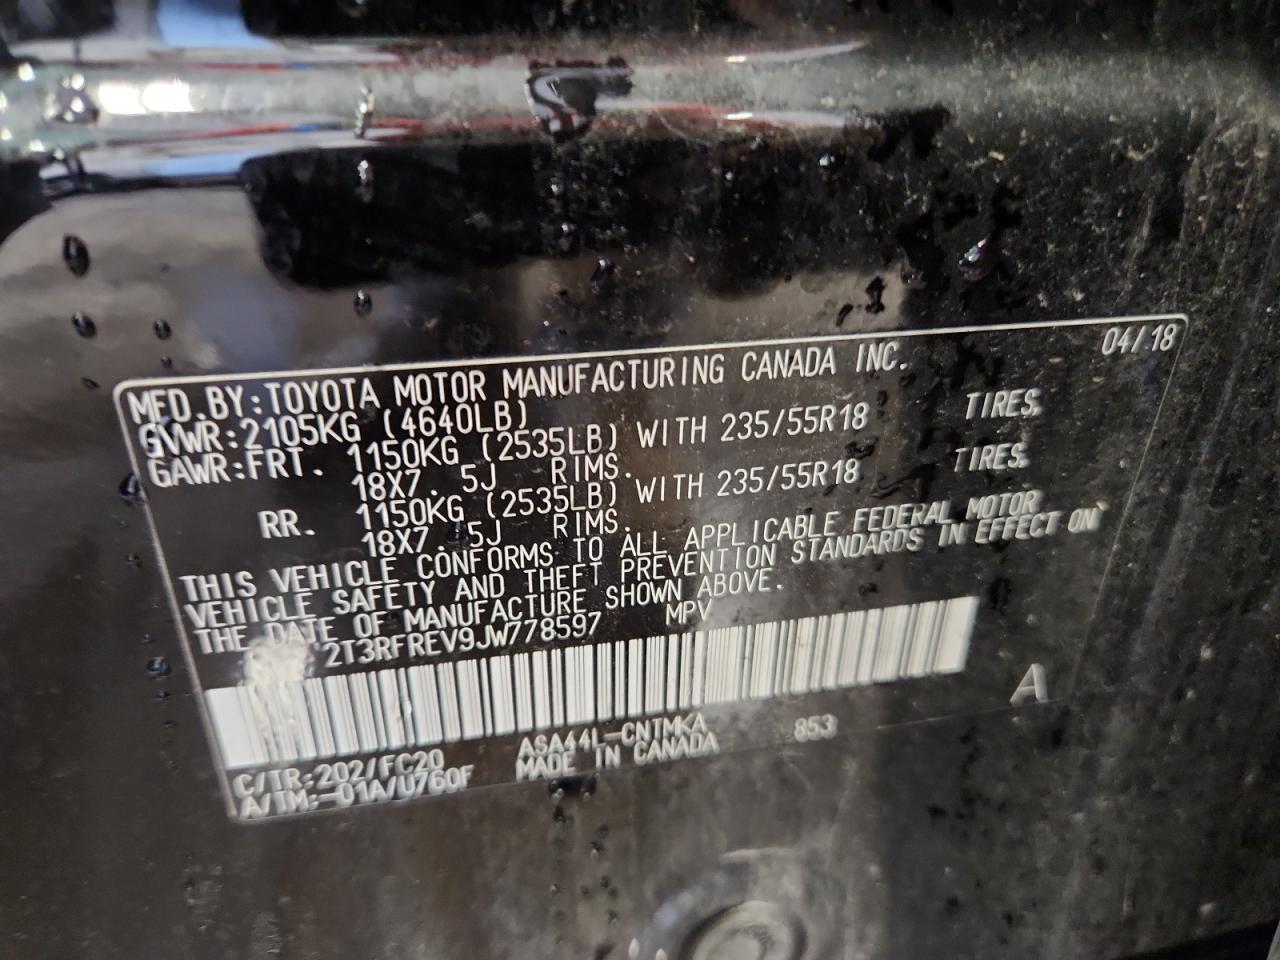 MFD.BY:TOYOTA MOTOR MANUFACTURING CANADA INC. 04/18
GVWR:2105KG (4640LB)
GAWR:FRT. 1150KG (2535LB) WITH 235/55R18 TIRES.
18X7.5J RIMS.
RR. 1150KG (2535LB) WITH 235/55R18 TIRES.
18X7.5J RIMS.
THIS VEHICLE CONFORMS TO ALL APPLICABLE FEDERAL MOTOR
VEHICLE SAFETY AND THEFT PREVENTION STANDARDS IN EFFECT ON
THE DATE OF MANUFACTURE SHOWN ABOVE.
2T3RFREV9JW778597 MPV
A
C/TR:202/FC20 ASA44L-CNTMKA 853
A/TM:-01A/U760F MADE IN CANADA